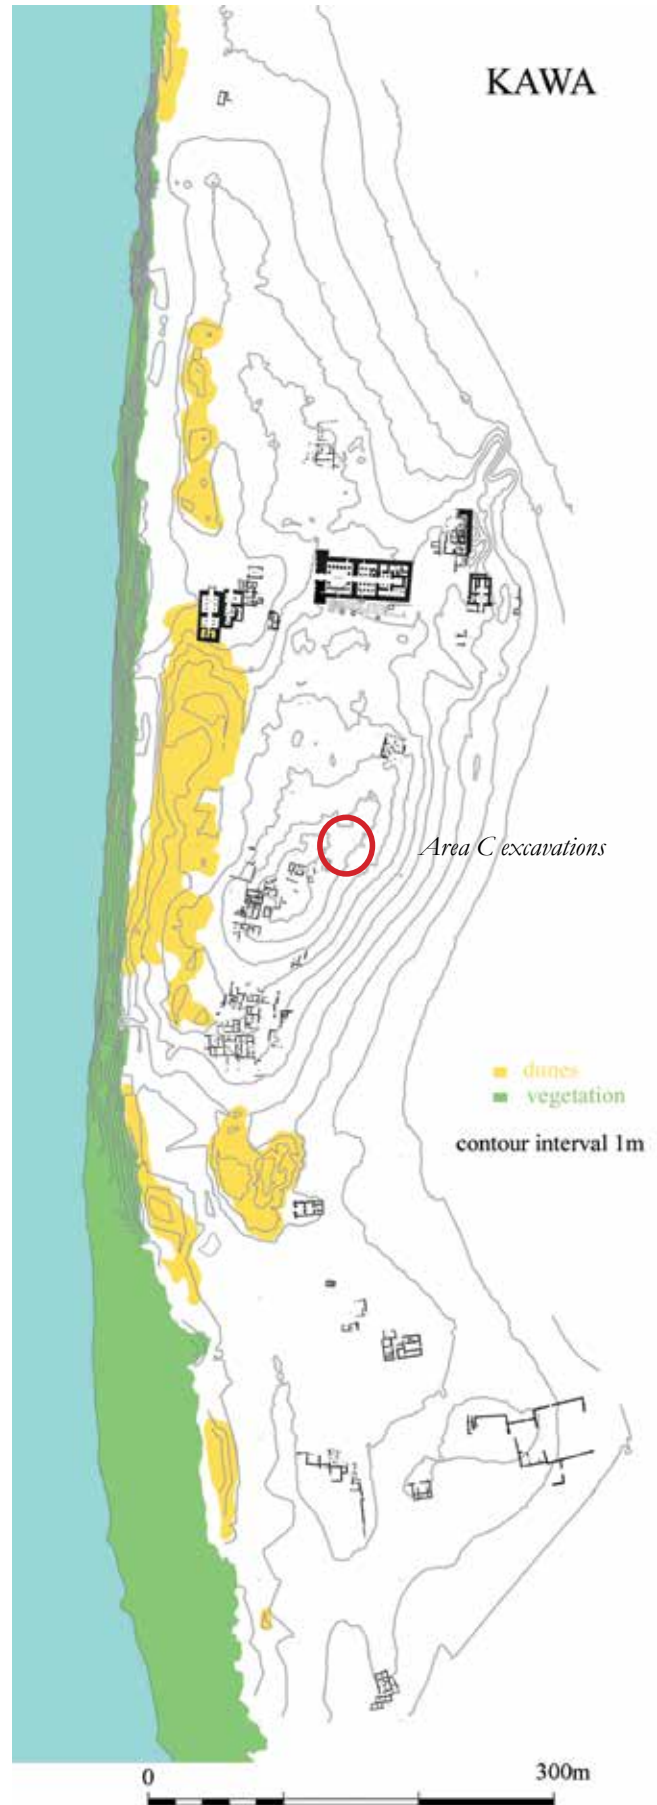 KAWA
Area C excavations
dunes
vegetation
contour interval 1m
0 300m